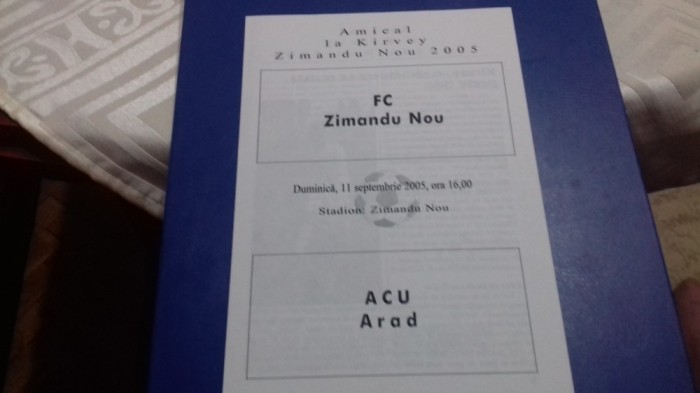 Amical
la Kirvey
Zimandu Nou 2005
FC
Zimandu Nou
Duminică, 11 septembrie 2005, ora 16,00
Stadion: Zimandu Nou
ACU
Arad